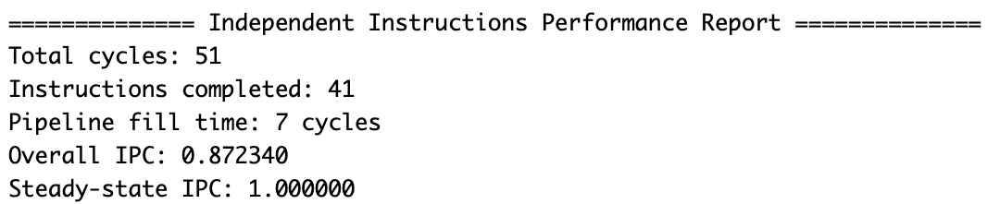 ============== Independent Instructions Performance Report ==============
Total cycles: 51
Instructions completed: 41
Pipeline fill time: 7 cycles
Overall IPC: 0.872340
Steady-state IPC: 1.000000